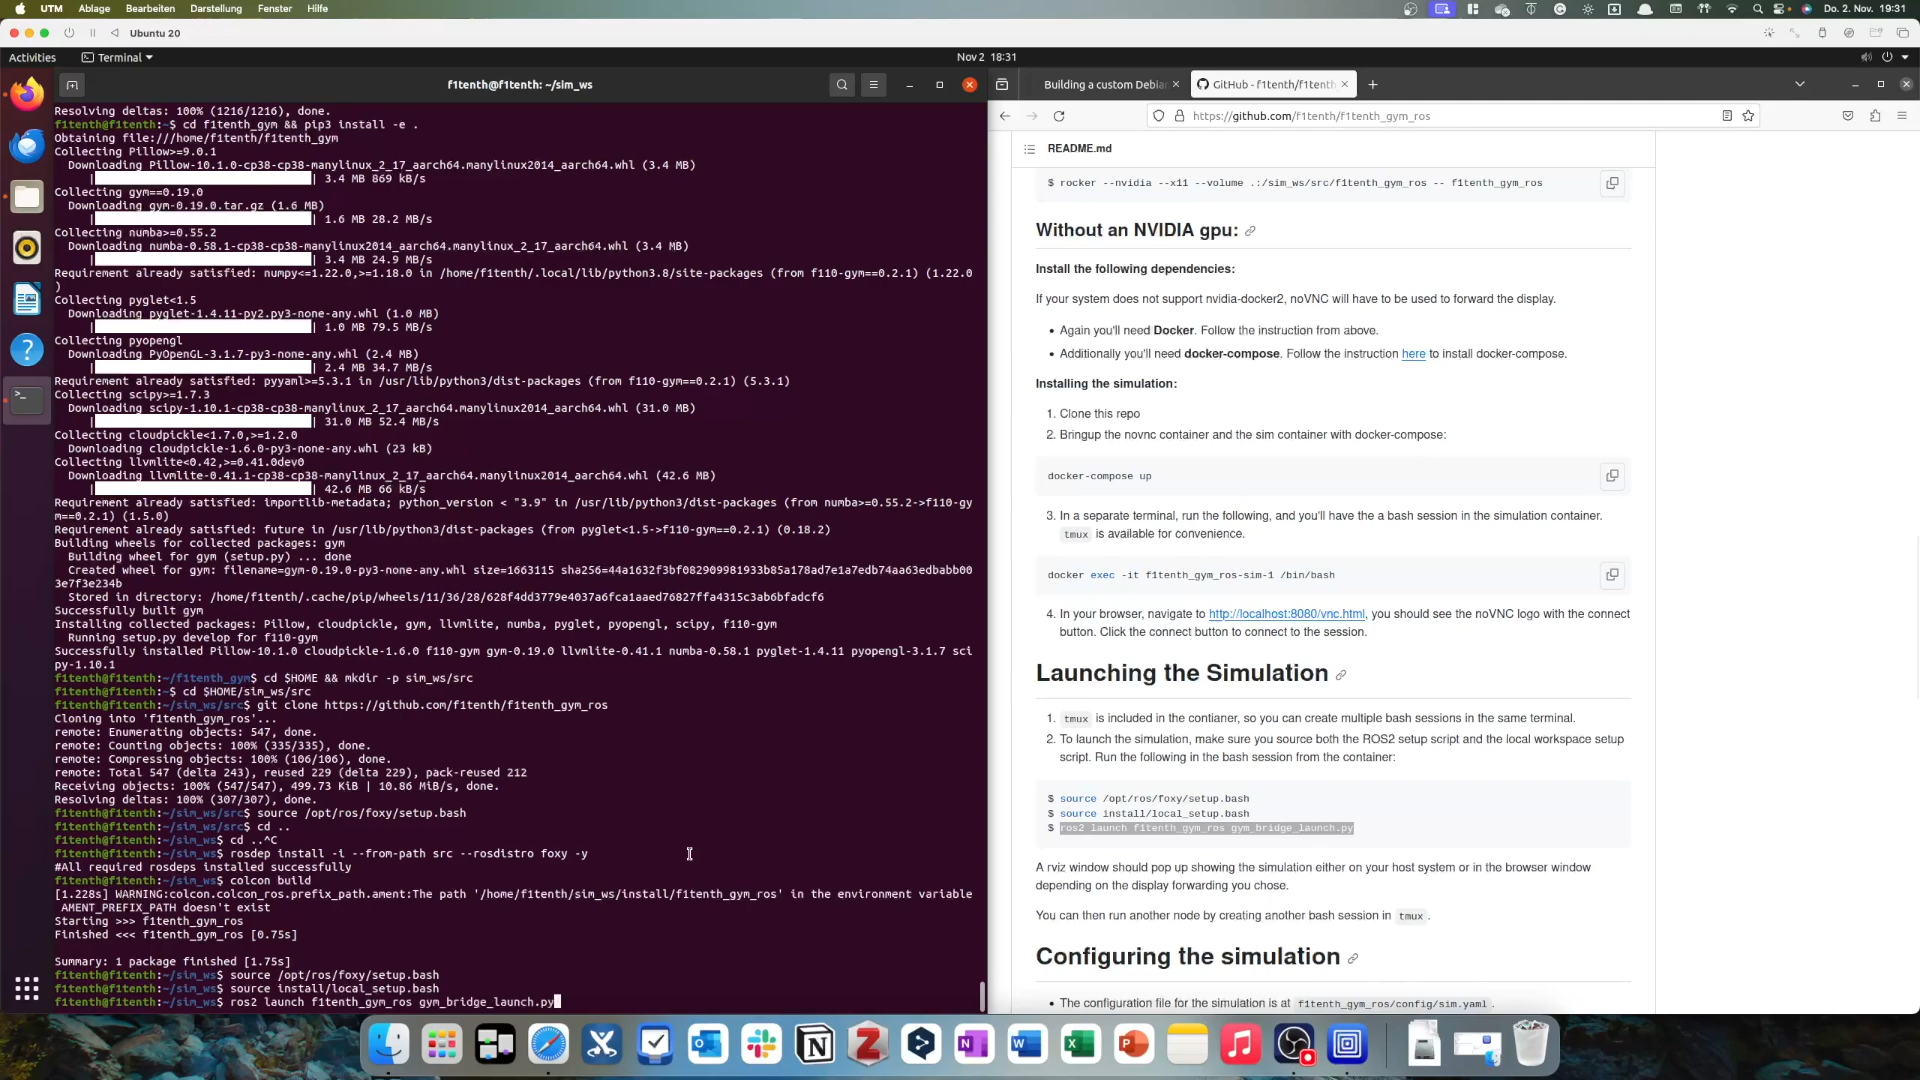 UTM Ablage Bearbeiten Darstellung Fenster Hilfe
Do. 2. Nov. 19:31
Ubuntu 20
Activities
Terminal
Nov 2 18:31
f1tenth@f1tenth: ~/sim_ws
Resolving deltas: 100% (1216/1216), done.
f1tenth@f1tenth:~$ cd f1tenth_gym && pip3 install -e .
Obtaining file:///home/f1tenth/f1tenth_gym
Collecting Pillow>=9.0.1
Downloading Pillow-10.1.0-cp38-cp38-manylinux_2_17_aarch64.manylinux2014_aarch64.whl (3.4 MB)
| | 3.4 MB 869 kB/s
Collecting gym==0.19.0
Downloading gym-0.19.0.tar.gz (1.6 MB)
| | 1.6 MB 28.2 MB/s
Collecting numba>=0.55.2
Downloading numba-0.58.1-cp38-cp38-manylinux2014_aarch64.manylinux_2_17_aarch64.whl (3.4 MB)
| | 3.4 MB 24.9 MB/s
Requirement already satisfied: numpy<=1.22.0,>=1.18.0 in /home/f1tenth/.local/lib/python3.8/site-packages (from f110-gym==0.2.1) (1.22.0
)
Collecting pyglet<1.5
Downloading pyglet-1.4.11-py2.py3-none-any.whl (1.0 MB)
| | 1.0 MB 79.5 MB/s
Collecting pyopengl
Downloading PyOpenGL-3.1.7-py3-none-any.whl (2.4 MB)
| | 2.4 MB 34.7 MB/s
Requirement already satisfied: pyyaml>=5.3.1 in /usr/lib/python3/dist-packages (from f110-gym==0.2.1) (5.3.1)
Collecting scipy>=1.7.3
Downloading scipy-1.10.1-cp38-cp38-manylinux_2_17_aarch64.manylinux2014_aarch64.whl (31.0 MB)
| | 31.0 MB 52.4 MB/s
Collecting cloudpickle<1.7.0,>=1.2.0
Downloading cloudpickle-1.6.0-py3-none-any.whl (23 kB)
Collecting llvmlite<0.42,>=0.41.0dev0
Downloading llvmlite-0.41.1-cp38-cp38-manylinux_2_17_aarch64.manylinux2014_aarch64.whl (42.6 MB)
| | 42.6 MB 66 kB/s
Requirement already satisfied: importlib-metadata; python_version < "3.9" in /usr/lib/python3/dist-packages (from numba>=0.55.2->f110-gy
m==0.2.1) (1.5.0)
Requirement already satisfied: future in /usr/lib/python3/dist-packages (from pyglet<1.5->f110-gym==0.2.1) (0.18.2)
Building wheels for collected packages: gym
Building wheel for gym (setup.py) ... done
Created wheel for gym: filename=gym-0.19.0-py3-none-any.whl size=1663115 sha256=44a1632f3bf082909981933b85a178ad7e1a7edb74aa63edbabb00
3e7f3e234b
Stored in directory: /home/f1tenth/.cache/pip/wheels/11/36/28/628f4dd3779e4037a6fca1aaed76827ffa4315c3ab6bfadcf6
Successfully built gym
Installing collected packages: Pillow, cloudpickle, gym, llvmlite, numba, pyglet, pyopengl, scipy, f110-gym
Running setup.py develop for f110-gym
Successfully installed Pillow-10.1.0 cloudpickle-1.6.0 f110-gym gym-0.19.0 llvmlite-0.41.1 numba-0.58.1 pyglet-1.4.11 pyopengl-3.1.7 sci
py-1.10.1
f1tenth@f1tenth:~/f1tenth_gym$ cd $HOME && mkdir -p sim_ws/src
f1tenth@f1tenth:~$ cd $HOME/sim_ws/src
f1tenth@f1tenth:~/sim_ws/src$ git clone https://github.com/f1tenth/f1tenth_gym_ros
Cloning into 'f1tenth_gym_ros'...
remote: Enumerating objects: 547, done.
remote: Counting objects: 100% (335/335), done.
remote: Compressing objects: 100% (106/106), done.
remote: Total 547 (delta 243), reused 229 (delta 229), pack-reused 212
Receiving objects: 100% (547/547), 499.73 KiB | 10.86 MiB/s, done.
Resolving deltas: 100% (307/307), done.
f1tenth@f1tenth:~/sim_ws/src$ source /opt/ros/foxy/setup.bash
f1tenth@f1tenth:~/sim_ws/src$ cd ..
f1tenth@f1tenth:~/sim_ws$ cd ..^C
f1tenth@f1tenth:~/sim_ws$ rosdep install -i --from-path src --rosdistro foxy -y
#All required rosdeps installed successfully
f1tenth@f1tenth:~/sim_ws$ colcon build
[1.228s] WARNING:colcon.colcon_ros.prefix_path.ament:The path '/home/f1tenth/sim_ws/install/f1tenth_gym_ros' in the environment variable
AMENT_PREFIX_PATH doesn't exist
Starting >>> f1tenth_gym_ros
Finished <<< f1tenth_gym_ros [0.75s]
Summary: 1 package finished [1.75s]
f1tenth@f1tenth:~/sim_ws$ source /opt/ros/foxy/setup.bash
f1tenth@f1tenth:~/sim_ws$ source install/local_setup.bash
f1tenth@f1tenth:~/sim_ws$ ros2 launch f1tenth_gym_ros gym_bridge_launch.py
Building a custom Debian
GitHub - f1tenth/f1tenth
https://github.com/f1tenth/f1tenth_gym_ros
README.md
$ rocker --nvidia --x11 --volume .:/sim_ws/src/f1tenth_gym_ros -- f1tenth_gym_ros
Without an NVIDIA gpu:
Install the following dependencies:
If your system does not support nvidia-docker2, noVNC will have to be used to forward the display.
• Again you'll need Docker. Follow the instruction from above.
• Additionally you'll need docker-compose. Follow the instruction here to install docker-compose.
Installing the simulation:
1. Clone this repo
2. Bringup the novnc container and the sim container with docker-compose:
docker-compose up
3. In a separate terminal, run the following, and you'll have the a bash session in the simulation container.
tmux is available for convenience.
docker exec -it f1tenth_gym_ros-sim-1 /bin/bash
4. In your browser, navigate to http://localhost:8080/vnc.html, you should see the noVNC logo with the connect
button. Click the connect button to connect to the session.
Launching the Simulation
1. tmux is included in the contianer, so you can create multiple bash sessions in the same terminal.
2. To launch the simulation, make sure you source both the ROS2 setup script and the local workspace setup
script. Run the following in the bash session from the container:
$ source /opt/ros/foxy/setup.bash
$ source install/local_setup.bash
$ ros2 launch f1tenth_gym_ros gym_bridge_launch.py
A rviz window should pop up showing the simulation either on your host system or in the browser window
depending on the display forwarding you chose.
You can then run another node by creating another bash session in tmux .
Configuring the simulation
• The configuration file for the simulation is at f1tenth_gym_ros/config/sim.yaml .